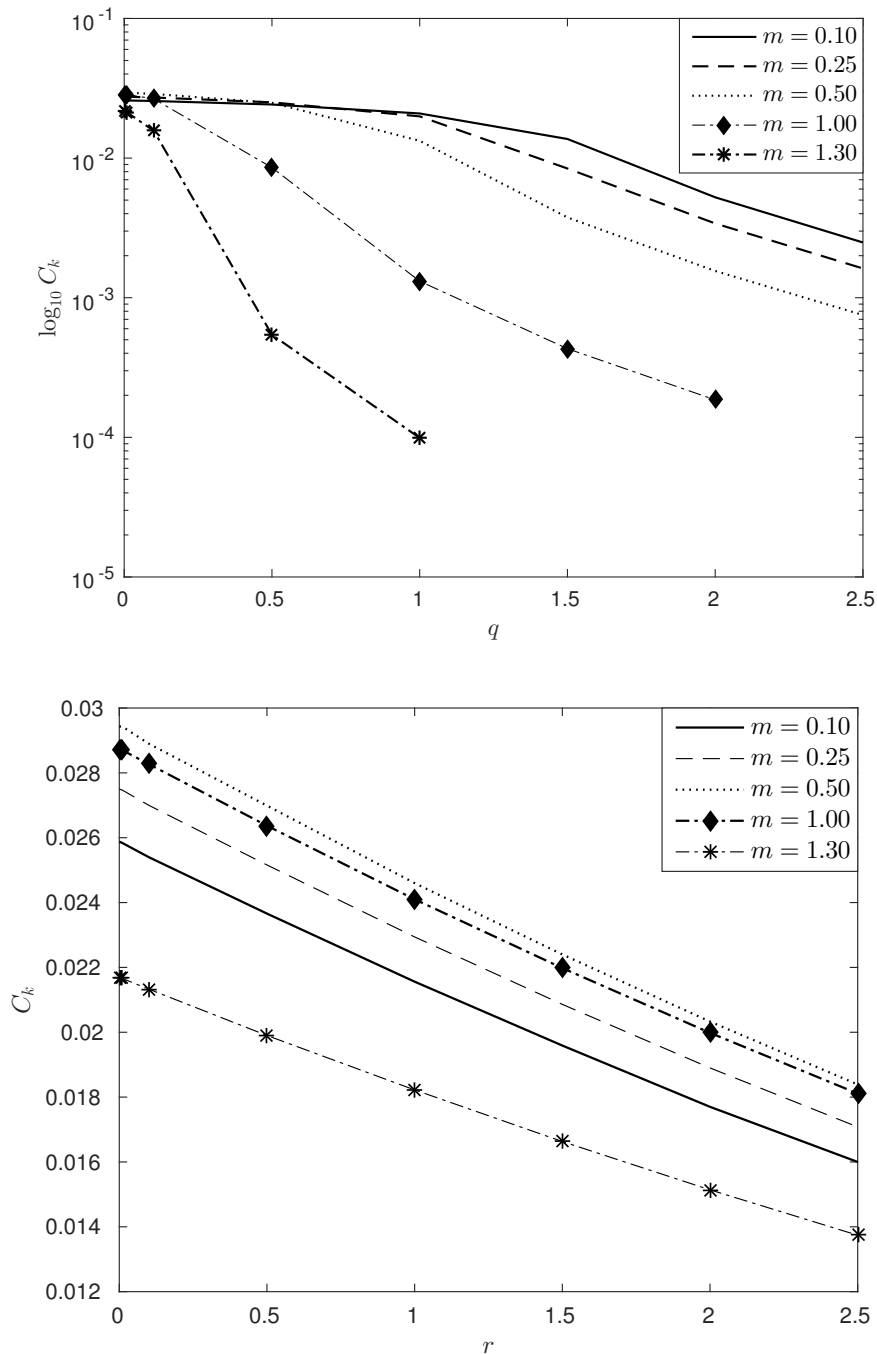 10^-1
10^-2
10^-3
10^-4
10^-5
log₁₀ C_k
0 0.5 1 1.5 2 2.5
q
m = 0.10
m = 0.25
m = 0.50
m = 1.00
m = 1.30
0.03
0.028
0.026
0.024
0.022
0.02
0.018
0.016
0.014
0.012
C_k
0 0.5 1 1.5 2 2.5
r
m = 0.10
m = 0.25
m = 0.50
m = 1.00
m = 1.30